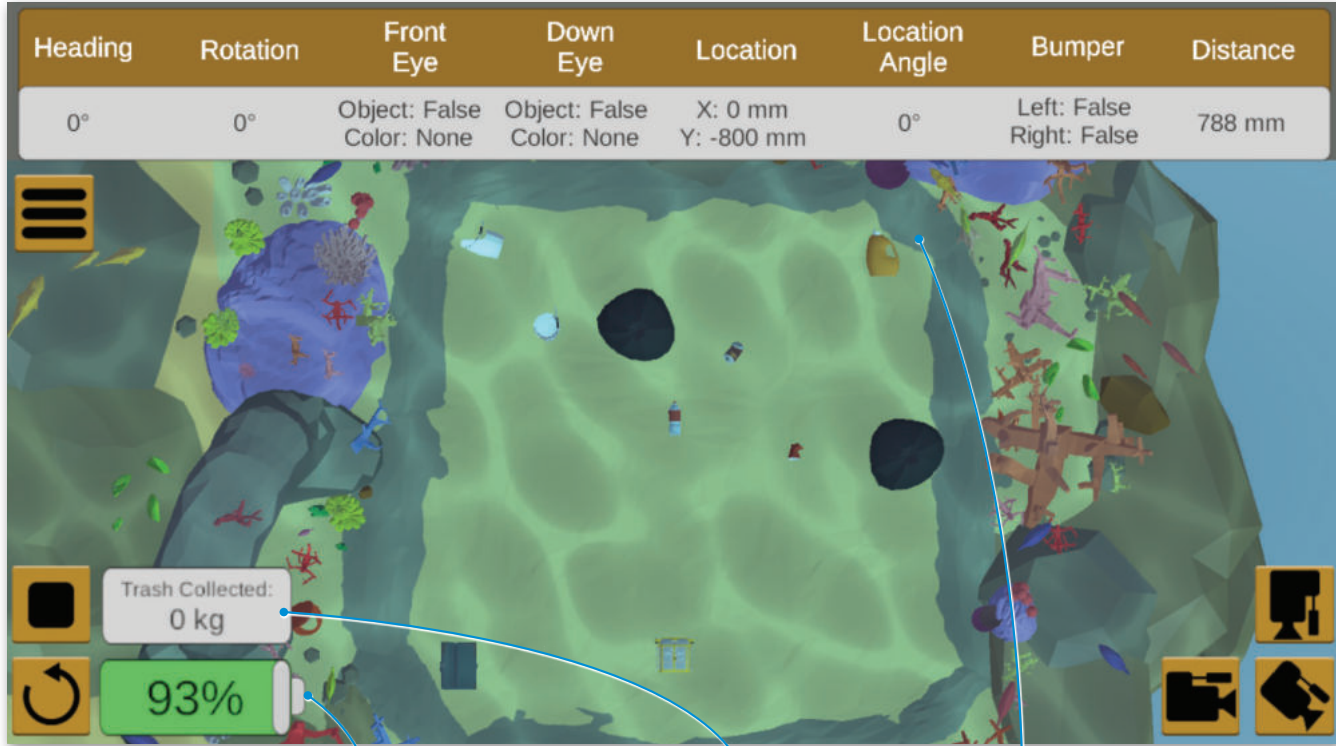 Heading
Rotation
Front
Eye
Down
Eye
Location
Location
Angle
Bumper
Distance
0°
0°
Object: False
Color: None
Object: False
Color: None
X: 0 mm
Y: -800 mm
0°
Left: False
Right: False
788 mm
Trash Collected:
0 kg
93%